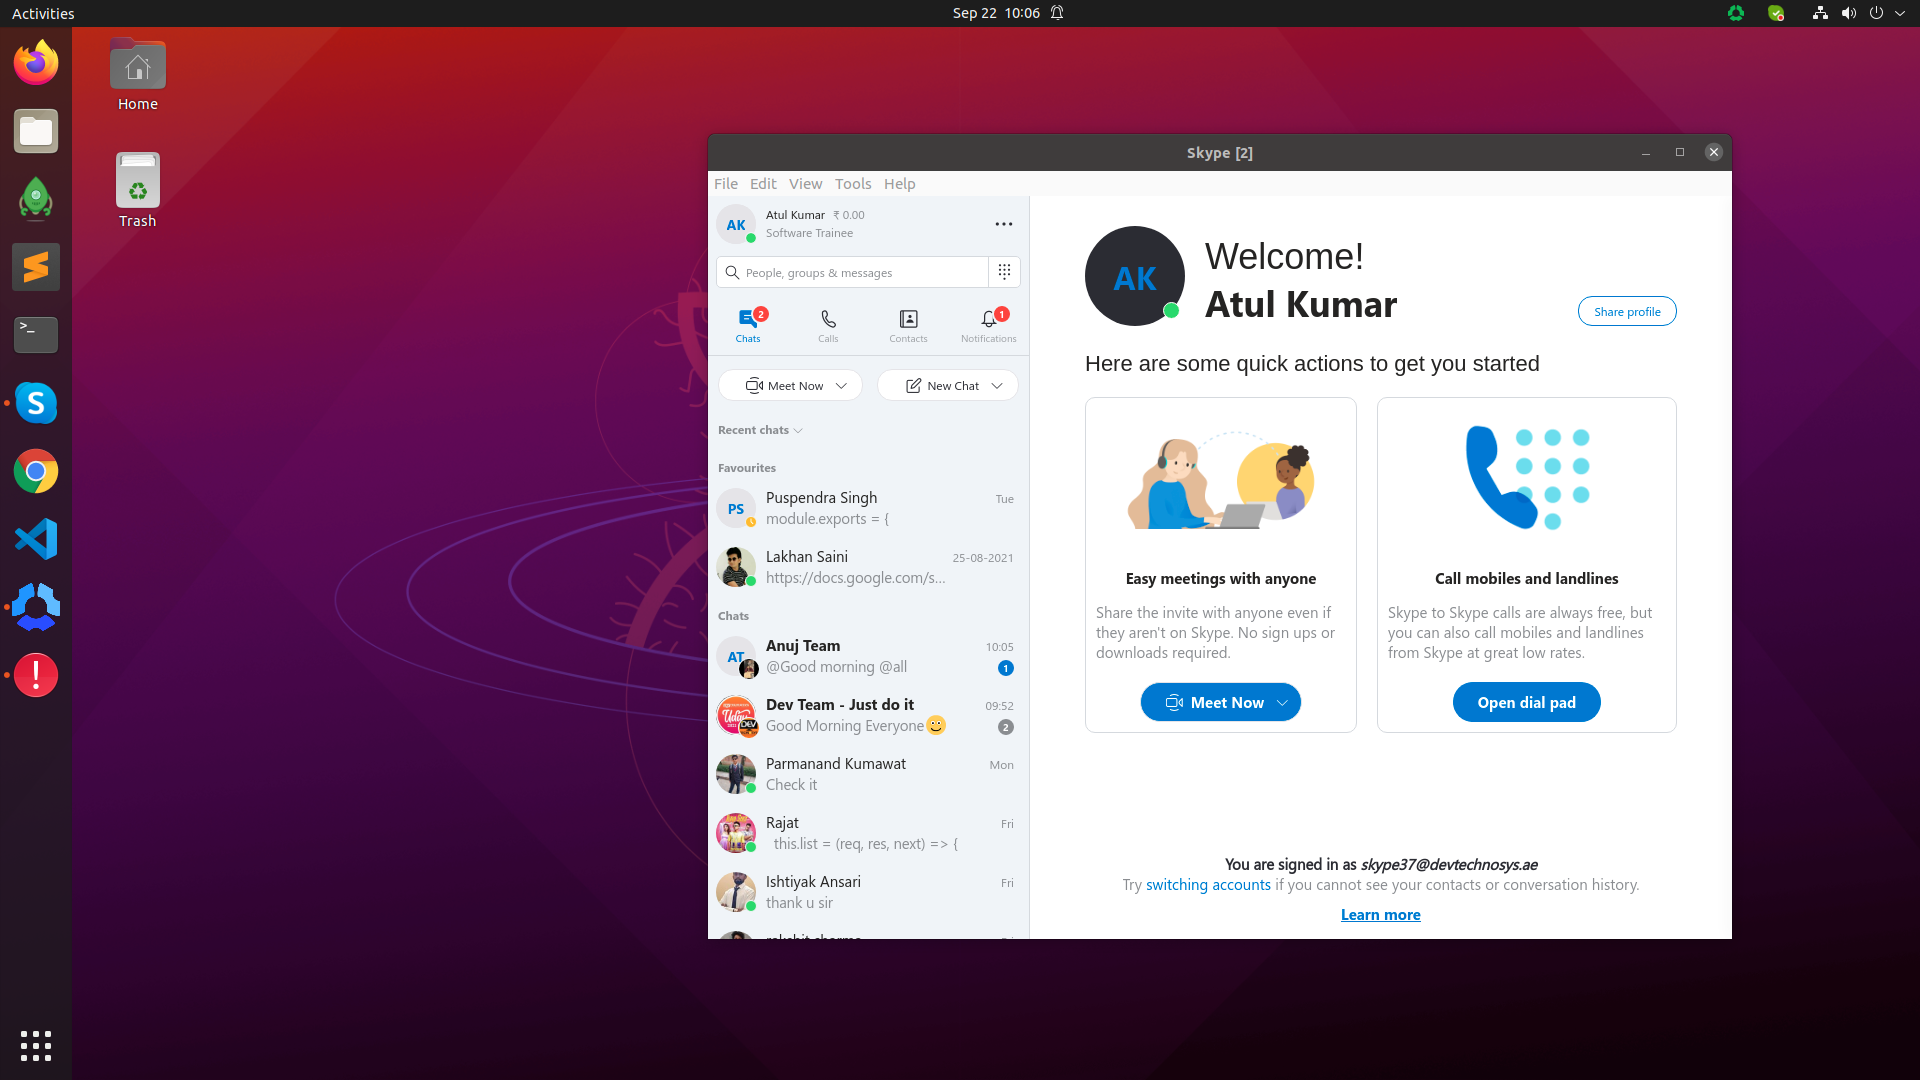 Activities
Sep 22 10:06
Home
Trash
Skype [2]
File Edit View Tools Help
AK
Atul Kumar ₹ 0.00
Software Trainee
People, groups & messages
2
1
Chats
Calls
Contacts
Notifications
Meet Now
New Chat
Recent chats
Favourites
PS
Puspendra Singh
Tue
module.exports = {
Lakhan Saini
25-08-2021
https://docs.google.com/s...
Chats
AT
Anuj Team
10:05
@Good morning @all
1
Dev Team - Just do it
09:52
Good Morning Everyone
2
Parmanand Kumawat
Mon
Check it
Rajat
Fri
this.list = (req, res, next) => {
Ishtiyak Ansari
Fri
thank u sir
AK
Welcome!
Atul Kumar
Share profile
Here are some quick actions to get you started
Easy meetings with anyone
Share the invite with anyone even if
they aren't on Skype. No sign ups or
downloads required.
Meet Now
Call mobiles and landlines
Skype to Skype calls are always free, but
you can also call mobiles and landlines
from Skype at great low rates.
Open dial pad
You are signed in as skype37@devtechnosys.ae
Try switching accounts if you cannot see your contacts or conversation history.
Learn more